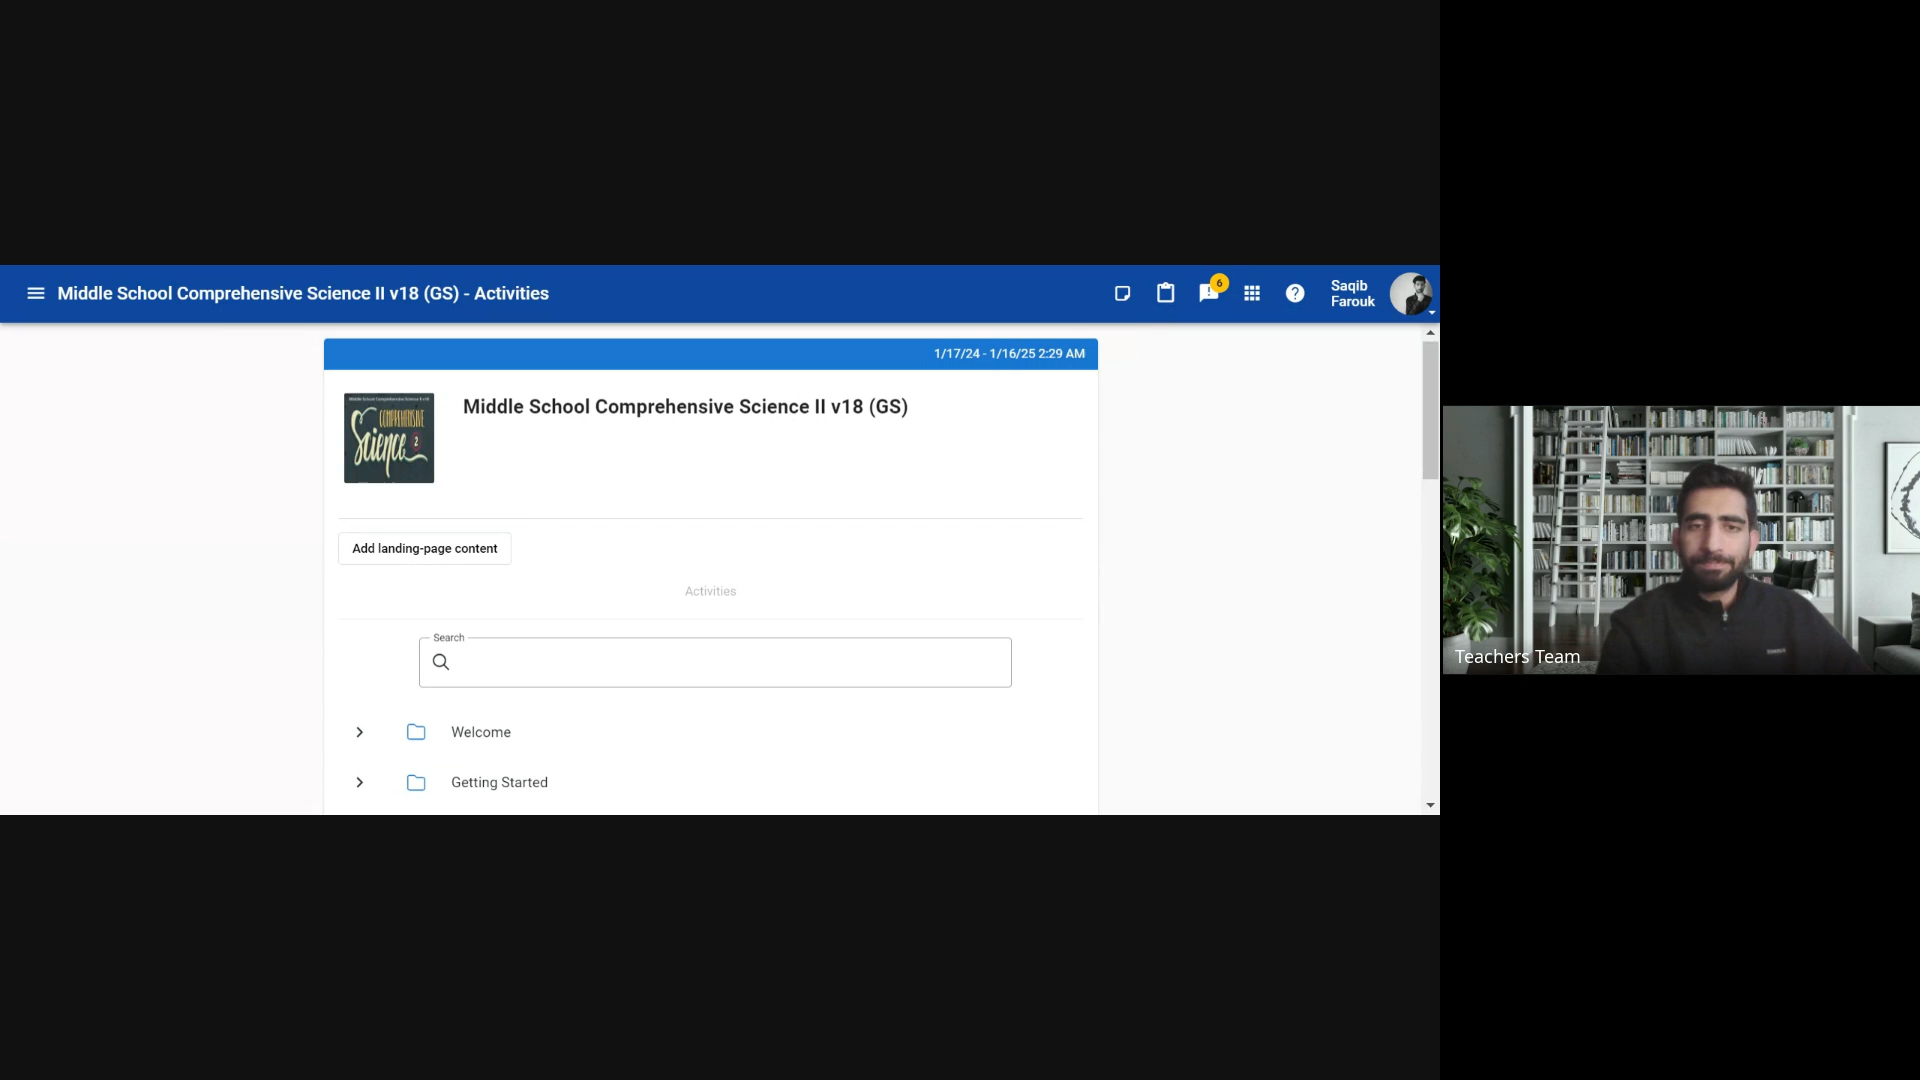 Middle School Comprehensive Science II v18 (GS) - Activities
6
Saqib
Farouk
1/17/24 - 1/16/25 2:29 AM
COMPREHENSIVE
Science 2
Middle School Comprehensive Science II v18 (GS)
Add landing-page content
Activities
Search
Welcome
Getting Started
Teachers Team